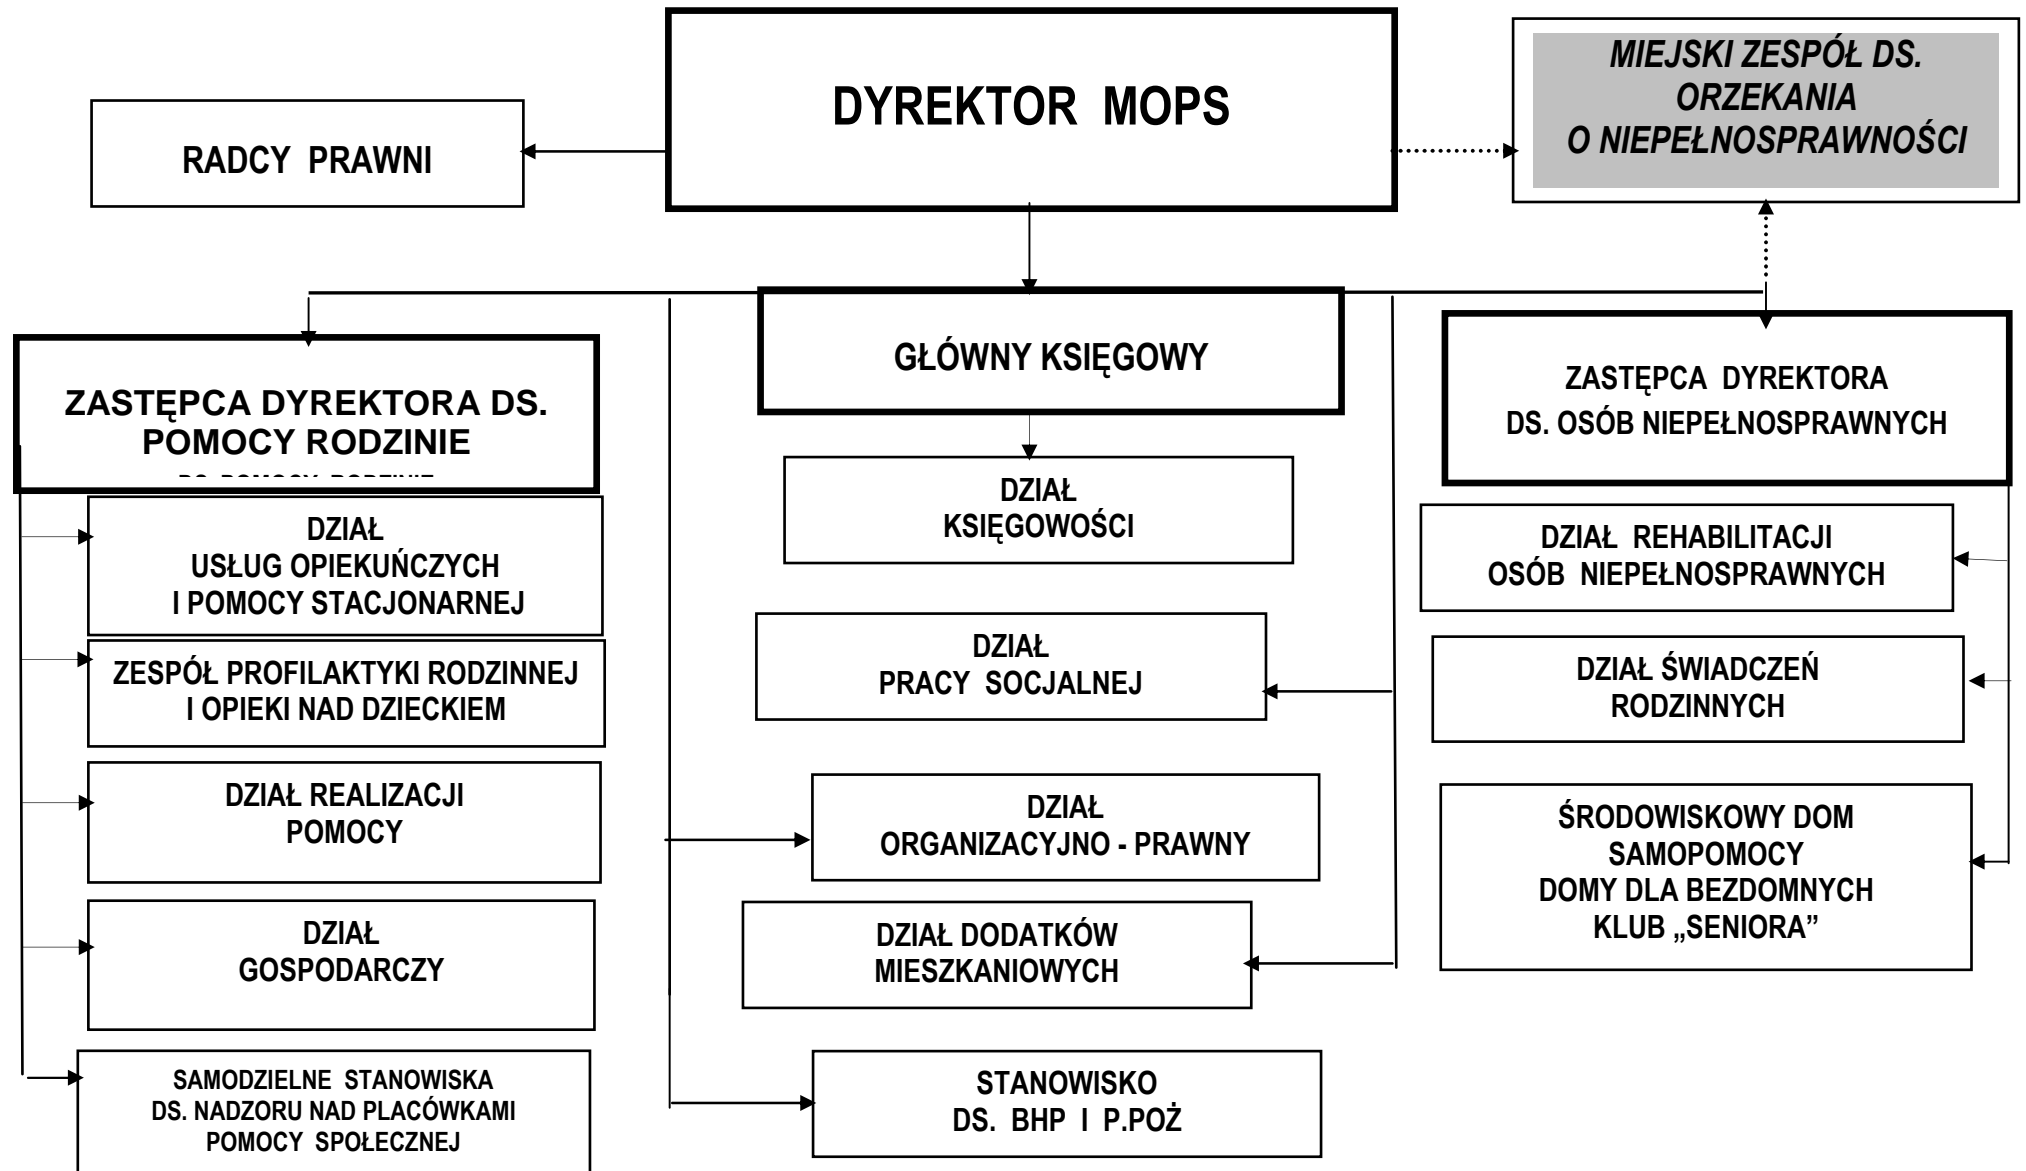 DYREKTOR MOPS
MIEJSKI ZESPÓŁ DS.
ORZEKANIA
O NIEPEŁNOSPRAWNOŚCI
RADCY PRAWNI
ZASTĘPCA DYREKTORA DS.
POMOCY RODZINIE
DS. POMOCY RODZINIE
GŁÓWNY KSIĘGOWY
ZASTĘPCA DYREKTORA
DS. OSÓB NIEPEŁNOSPRAWNYCH
DZIAŁ
USŁUG OPIEKUŃCZYCH
I POMOCY STACJONARNEJ
ZESPÓŁ PROFILAKTYKI RODZINNEJ
I OPIEKI NAD DZIECKIEM
DZIAŁ REALIZACJI
POMOCY
DZIAŁ
GOSPODARCZY
SAMODZIELNE STANOWISKA
DS. NADZORU NAD PLACÓWKAMI
POMOCY SPOŁECZNEJ
DZIAŁ
KSIĘGOWOŚCI
DZIAŁ
PRACY SOCJALNEJ
DZIAŁ
ORGANIZACYJNO - PRAWNY
DZIAŁ DODATKÓW
MIESZKANIOWYCH
STANOWISKO
DS. BHP I P.POŻ
DZIAŁ REHABILITACJI
OSÓB NIEPEŁNOSPRAWNYCH
DZIAŁ ŚWIADCZEŃ
RODZINNYCH
ŚRODOWISKOWY DOM
SAMOPOMOCY
DOMY DLA BEZDOMNYCH
KLUB „SENIORA”